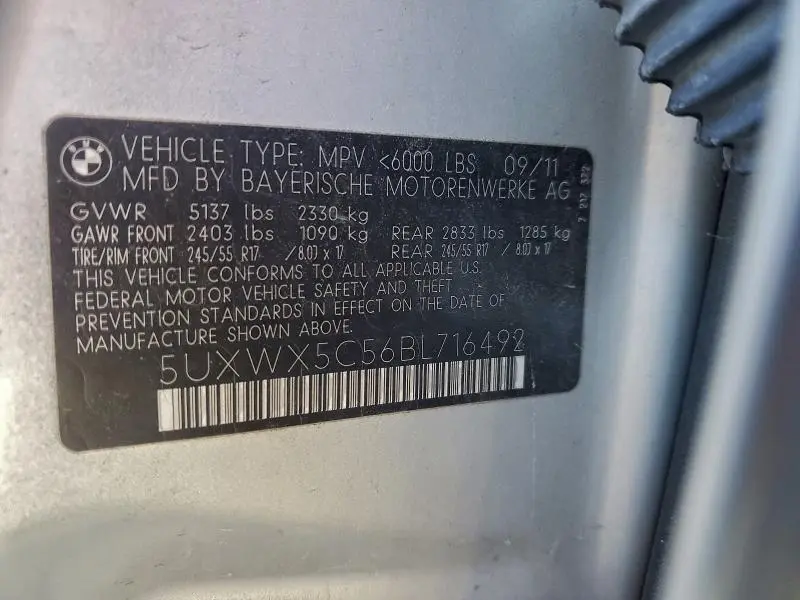 BMW
VEHICLE TYPE: MPV <6000 LBS 09/11
MFD BY BAYERISCHE MOTORENWERKE AG
GVWR 5137 lbs 2330 kg
GAWR FRONT 2403 lbs 1090 kg REAR 2833 lbs 1285 kg
TIRE/RIM FRONT 245/55 R17 / 8.0J x 17 REAR 245/55 R17 / 8.0J x 17
THIS VEHICLE CONFORMS TO ALL APPLICABLE U.S.
FEDERAL MOTOR VEHICLE SAFETY AND THEFT
PREVENTION STANDARDS IN EFFECT ON THE DATE OF
MANUFACTURE SHOWN ABOVE.
5UXWX5C56BL716492